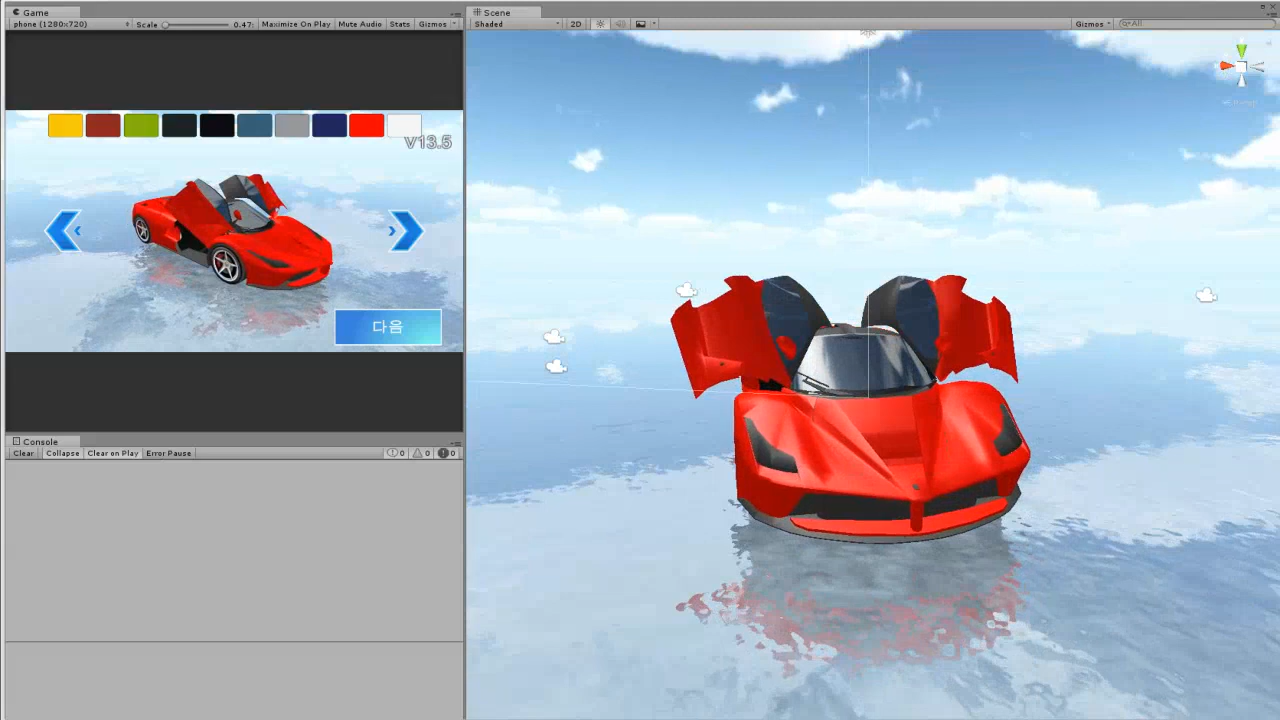 Game
phone (1280x720) Scale 0.47: Maximize On Play Mute Audio Stats Gizmos
V13.5
다음
Console
Clear Collapse Clear on Play Error Pause 0 0 0
Scene
Shaded 2D Gizmos All